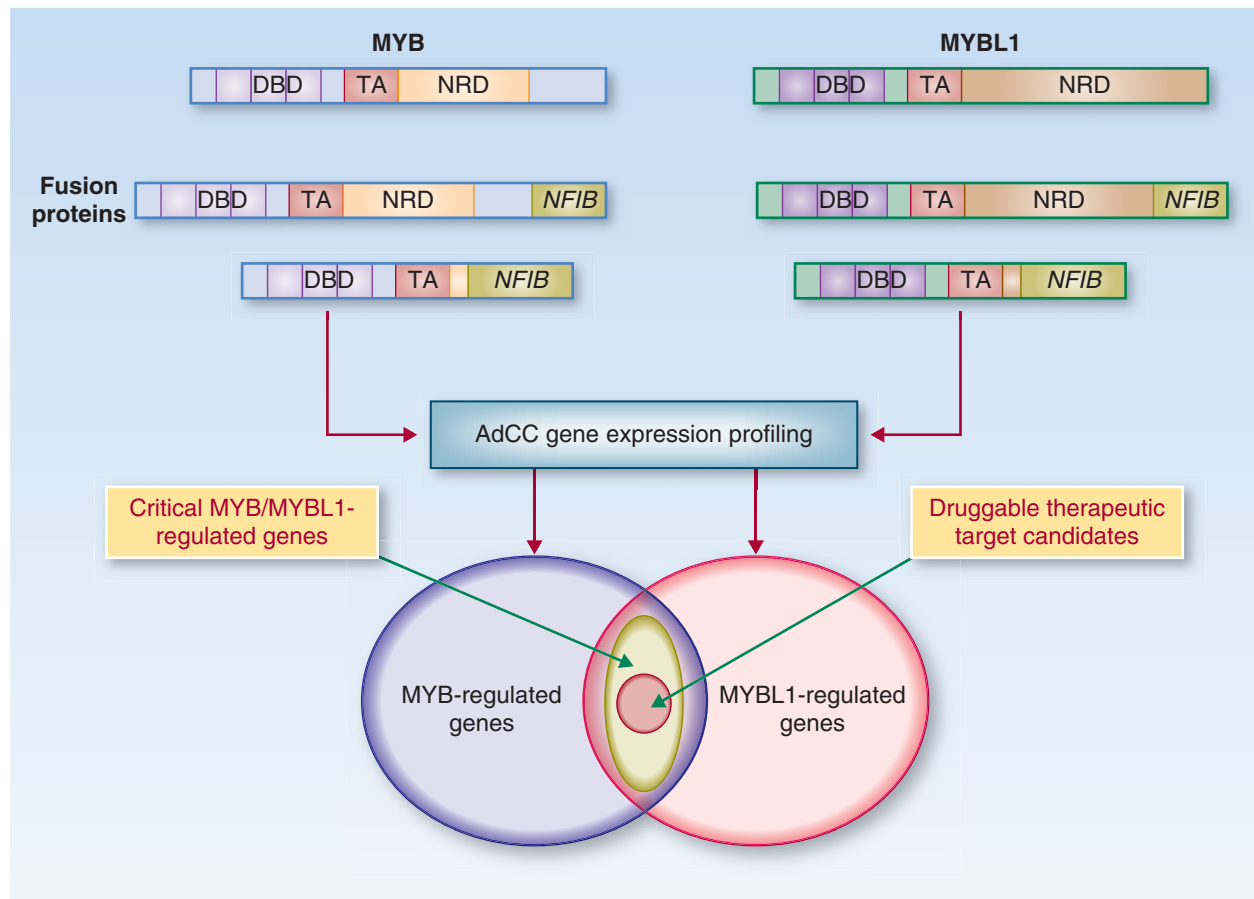 MYB
MYBL1
DBD TA NRD
DBD TA NRD
Fusion
proteins
DBD TA NRD NFIB
DBD TA NRD NFIB
DBD TA NFIB
DBD TA NFIB
AdCC gene expression profiling
Critical MYB/MYBL1-
regulated genes
Druggable therapeutic
target candidates
MYB-regulated
genes
MYBL1-regulated
genes